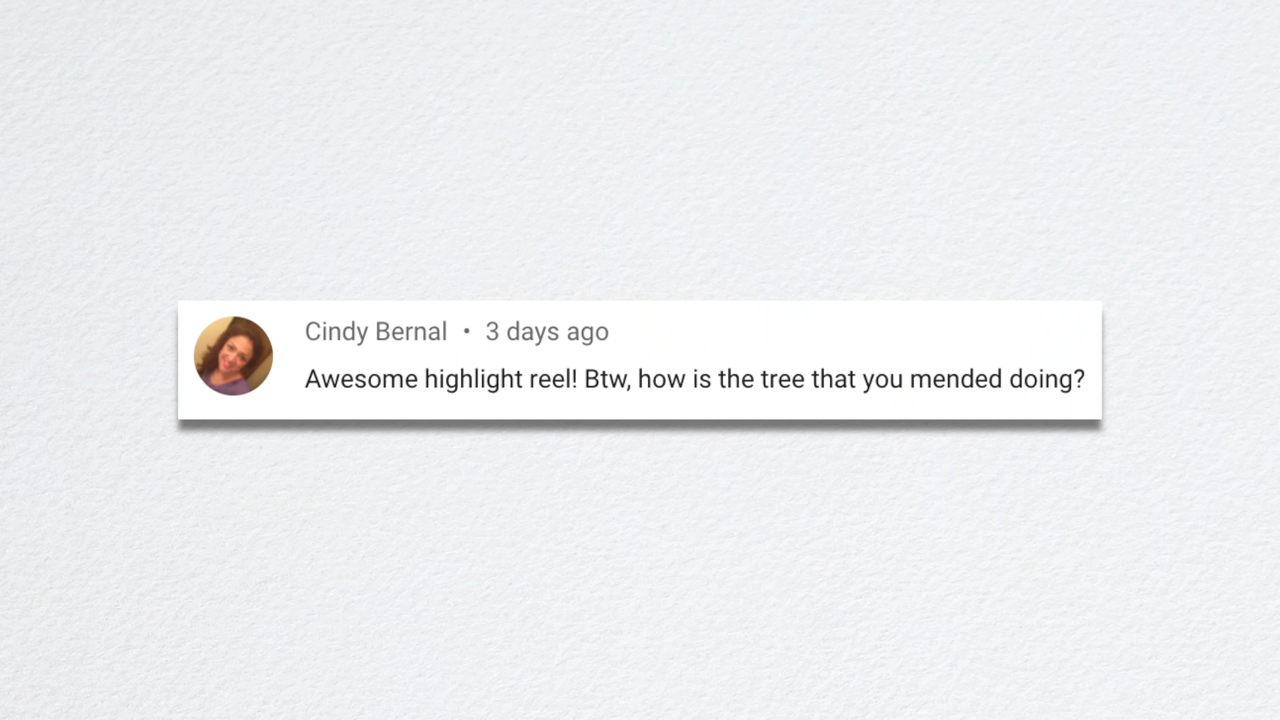 Cindy Bernal • 3 days ago
Awesome highlight reel! Btw, how is the tree that you mended doing?